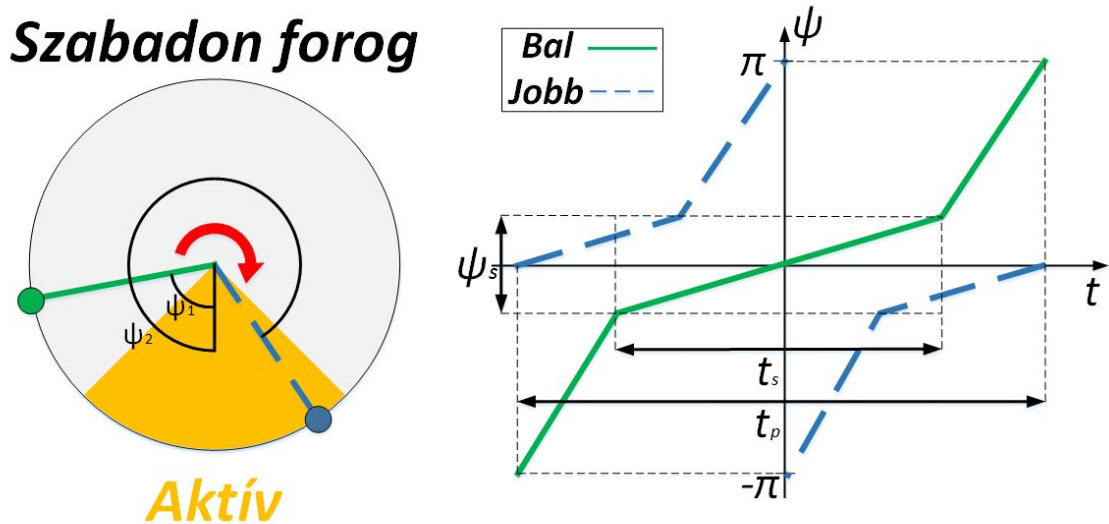 Szabadon forog
ψ1
ψ2
Aktív
Bal
Jobb
ψ
π
ψs
t
ts
tp
-π